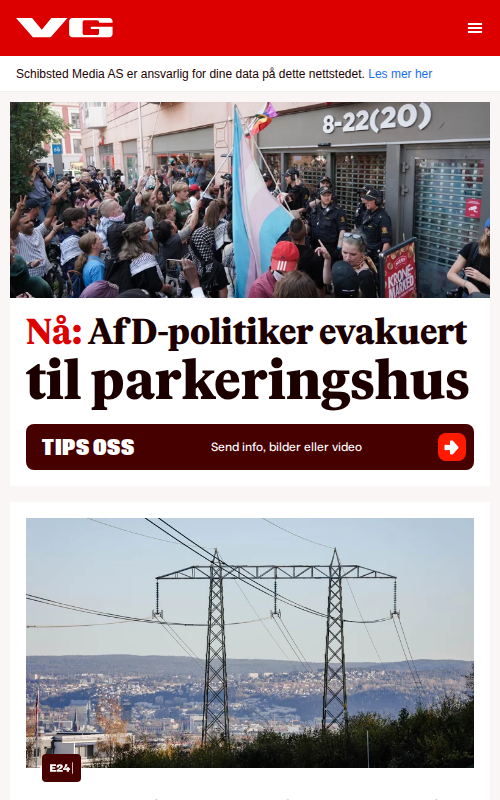 VG
Schibsted Media AS er ansvarlig for dine data på dette nettstedet. Les mer her
8-22(20)
KRONE-
MARKED
Nå: AfD-politiker evakuert
til parkeringshus
TIPS OSS Send info, bilder eller video
E24